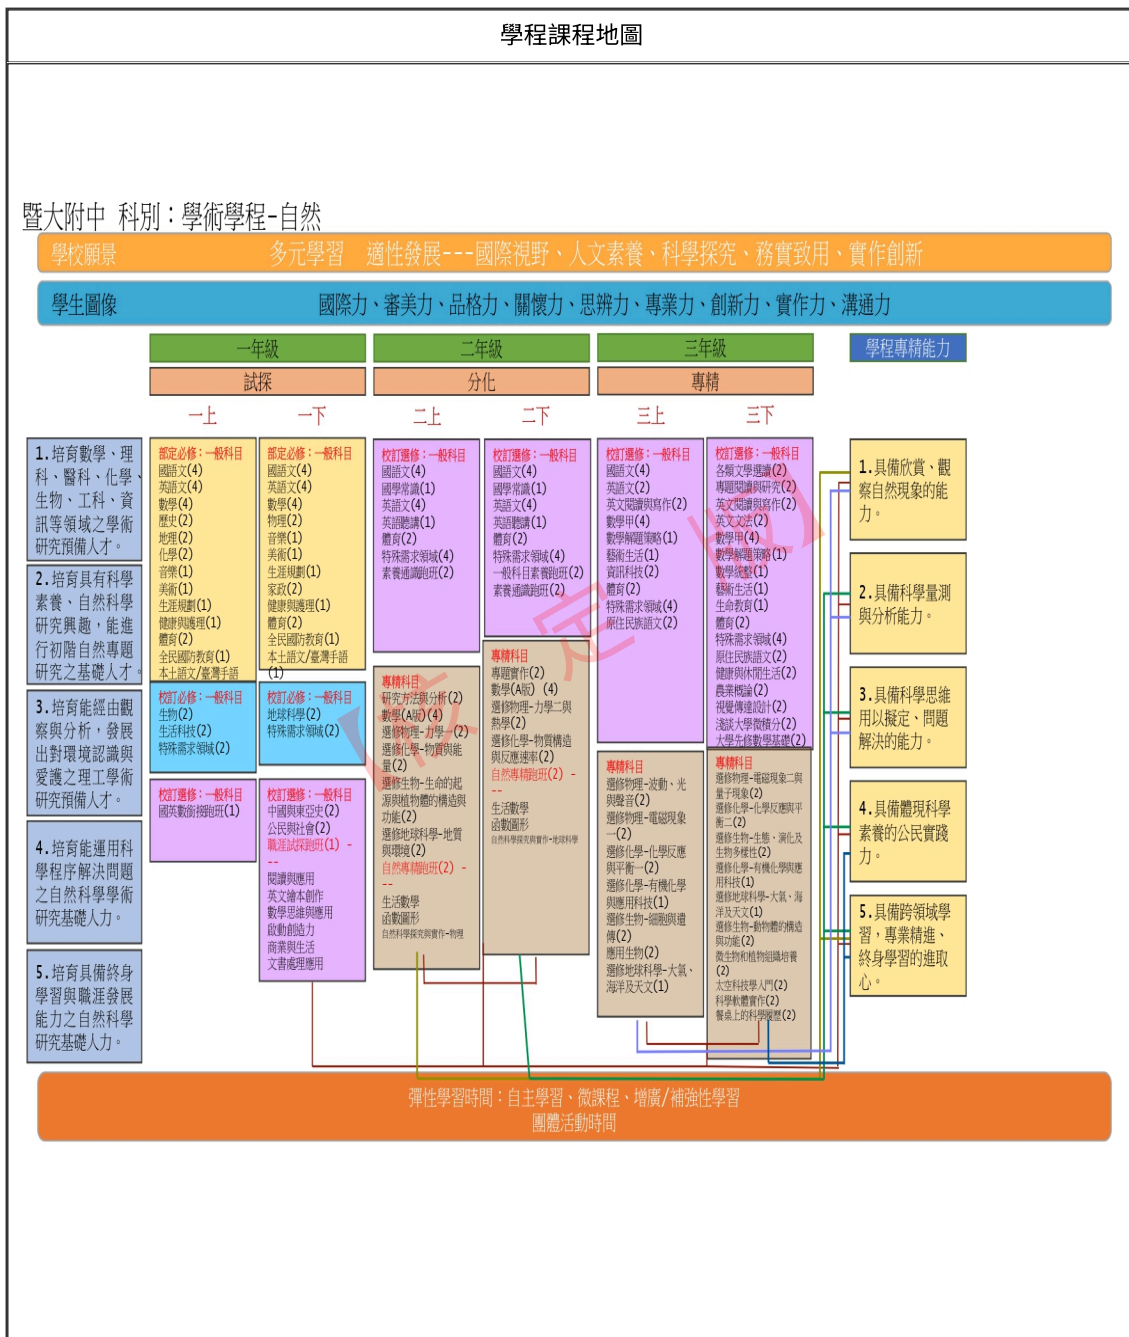 學程課程地圖
暨大附中 科別：學術學程-自然
學校願景 多元學習 適性發展---國際視野、人文素養、科學探究、務實致用、實作創新
學生圖像 國際力、審美力、品格力、關懷力、思辨力、專業力、創新力、實作力、溝通力
一年級 二年級 三年級 學程專精能力
試探 分化 專精
一上 一下 二上 二下 三上 三下
1.培育數學、理
科、醫科、化學、
生物、工科、資
訊等領域之學術
研究預備人才。
2.培育具有科學
素養、自然科學
研究興趣，能進
行初階自然專題
研究之基礎人才。
3.培育能經由觀
察與分析，發展
出對環境認識與
愛護之理工學術
研究預備人才。
4.培育能運用科
學程序解決問題
之自然科學學術
研究基礎人力。
5.培育具備終身
學習與職涯發展
能力之自然科學
研究基礎人力。
部定必修：一般科目
國語文(4)
英語文(4)
數學(4)
歷史(2)
地理(2)
化學(2)
音樂(1)
美術(1)
生涯規劃(1)
健康與護理(1)
體育(2)
全民國防教育(1)
本土語文/臺灣手語
校訂必修：一般科目
生物(2)
生活科技(2)
特殊需求領域(2)
校訂選修：一般科目
國英數銜接跑班(1)
部定必修：一般科目
國語文(4)
英語文(4)
數學(4)
物理(2)
音樂(1)
美術(1)
生涯規劃(1)
家政(2)
健康與護理(1)
體育(2)
全民國防教育(1)
本土語文/臺灣手語
(1)
校訂必修：一般科目
地球科學(2)
特殊需求領域(2)
校訂選修：一般科目
中國與東亞史(2)
公民與社會(2)
職涯試探跑班(1) -
--
閱讀與應用
英文繪本創作
數學思維與應用
啟動創造力
商業與生活
文書處理應用
校訂選修：一般科目
國語文(4)
國學常識(1)
英語文(4)
英語聽講(1)
體育(2)
特殊需求領域(4)
素養通識跑班(2)
專精科目
研究方法與分析(2)
數學(A版)(4)
選修物理-力學一(2)
選修化學-物質與能
量(2)
選修生物-生命的起
源與植物體的構造與
功能(2)
選修地球科學-地質
與環境(2)
自然專精跑班(2) -
--
生活數學
函數圖形
自然科學探究與實作-物理
校訂選修：一般科目
國語文(4)
國學常識(1)
英語文(4)
英語聽講(1)
體育(2)
特殊需求領域(4)
一般科目素養跑班(2)
素養通識跑班(2)
專精科目
專題實作(2)
數學(A版) (4)
選修物理-力學二與
熱學(2)
選修化學-物質構造
與反應速率(2)
自然專精跑班(2) -
--
生活數學
函數圖形
自然科學探究與實作-地球科學
校訂選修：一般科目
國語文(4)
英語文(2)
英文閱讀與寫作(2)
數學甲(4)
數學解題策略(1)
藝術生活(1)
資訊科技(2)
體育(2)
特殊需求領域(4)
原住民族語文(2)
專精科目
選修物理-波動、光
與聲音(2)
選修物理-電磁現象
一(2)
選修化學-化學反應
與平衡一(2)
選修化學-有機化學
與應用科技(1)
選修生物-細胞與遺
傳(2)
應用生物(2)
選修地球科學-大氣、
海洋及天文(1)
校訂選修：一般科目
各類文學選讀(2)
專題閱讀與研究(2)
英文閱讀與寫作(2)
英文文法(2)
數學甲(4)
數學解題策略(1)
數學統整(1)
藝術生活(1)
生命教育(1)
體育(2)
特殊需求領域(4)
原住民族語文(2)
健康與休閒生活(2)
農業概論(2)
視覺傳達設計(2)
淺談大學微積分(2)
大學先修數學基礎(2)
專精科目
選修物理-電磁現象二與
量子現象(2)
選修化學-化學反應與平
衡二(2)
選修生物-生態、演化及
生物多樣性(2)
選修化學-有機化學與應
用科技(1)
選修地球科學-大氣、海
洋及天文(1)
選修生物-動物體的構造
與功能(2)
微生物和植物組織培養
(2)
太空科技學入門(2)
科學軟體實作(2)
餐桌上的科學履歷(2)
1.具備欣賞、觀
察自然現象的能
力。
2.具備科學量測
與分析能力。
3.具備科學思維
用以擬定、問題
解決的能力。
4.具備體現科學
素養的公民實踐
力。
5.具備跨領域學
習，專業精進、
終身學習的進取
心。
彈性學習時間：自主學習、微課程、增廣/補強性學習
團體活動時間
【核定版】